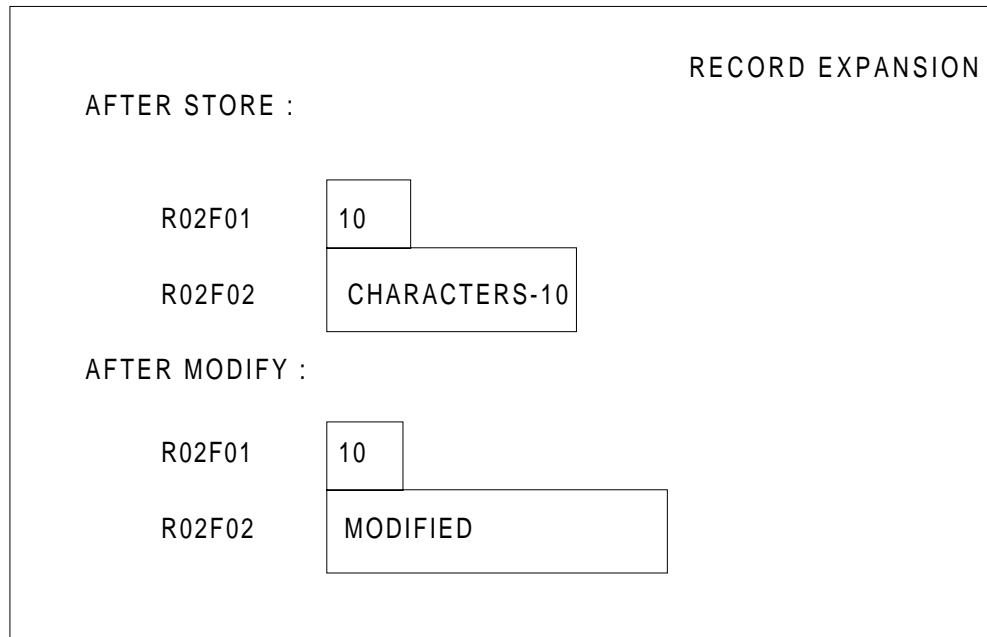 RECORD EXPANSION
AFTER STORE :
R02F01 10
R02F02 CHARACTERS-10
AFTER MODIFY :
R02F01 10
R02F02 MODIFIED